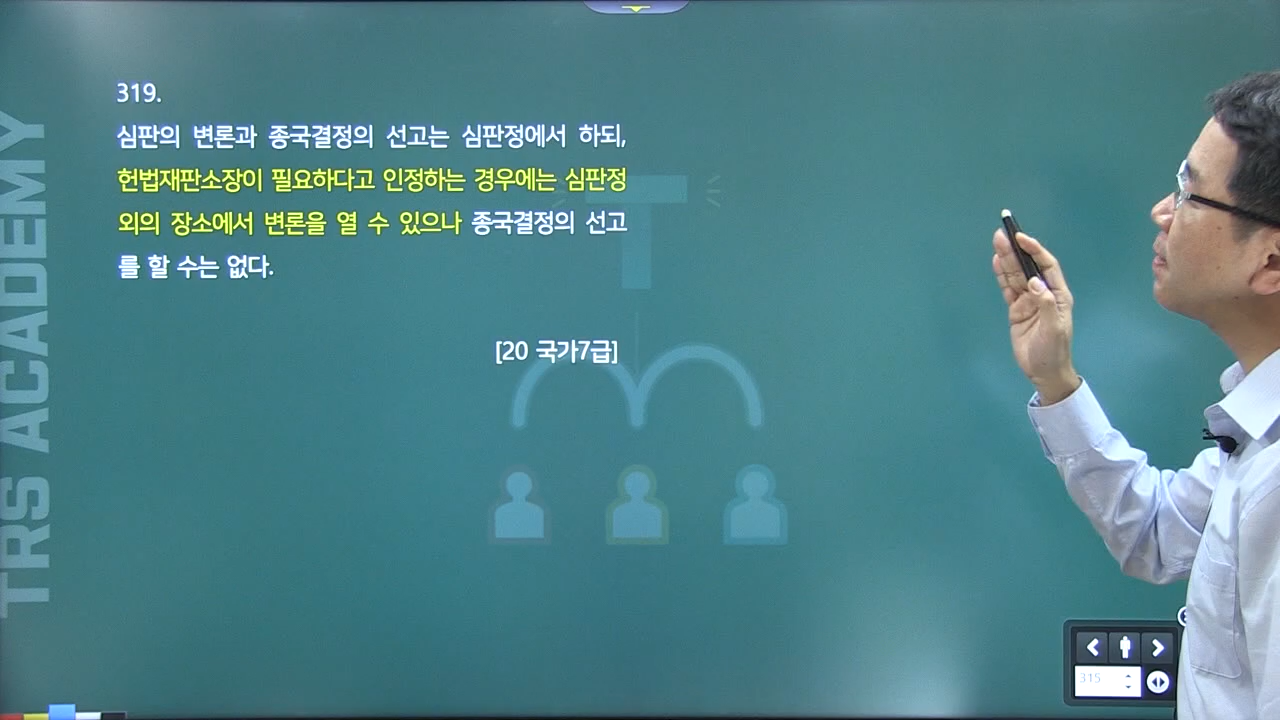 319.
심판의 변론과 종국결정의 선고는 심판정에서 하되,
헌법재판소장이 필요하다고 인정하는 경우에는 심판정
외의 장소에서 변론을 열 수 있으나 종국결정의 선고
를 할 수는 없다.
[20 국가7급]
TRS ACADEMY
315